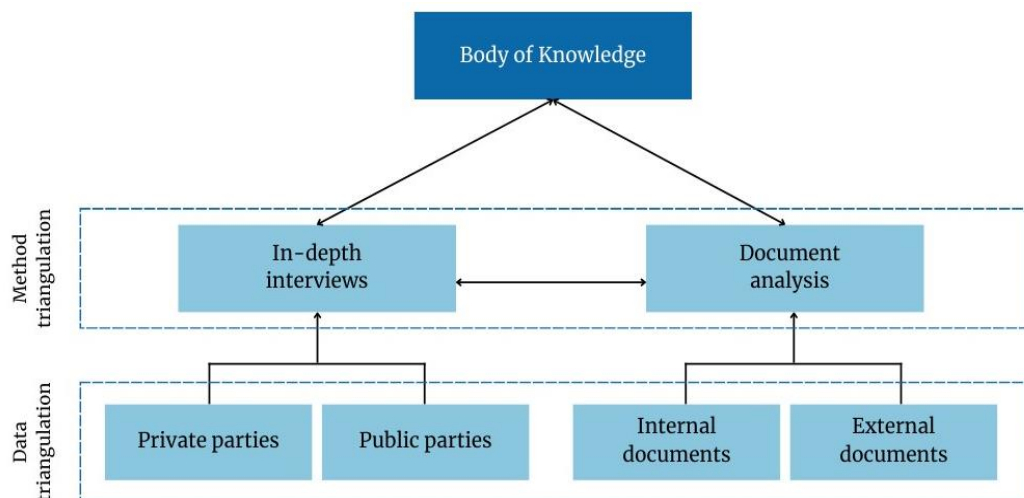 Body of Knowledge
Method
triangulation
In-depth
interviews
Document
analysis
Data
triangulation
Private parties
Public parties
Internal
documents
External
documents